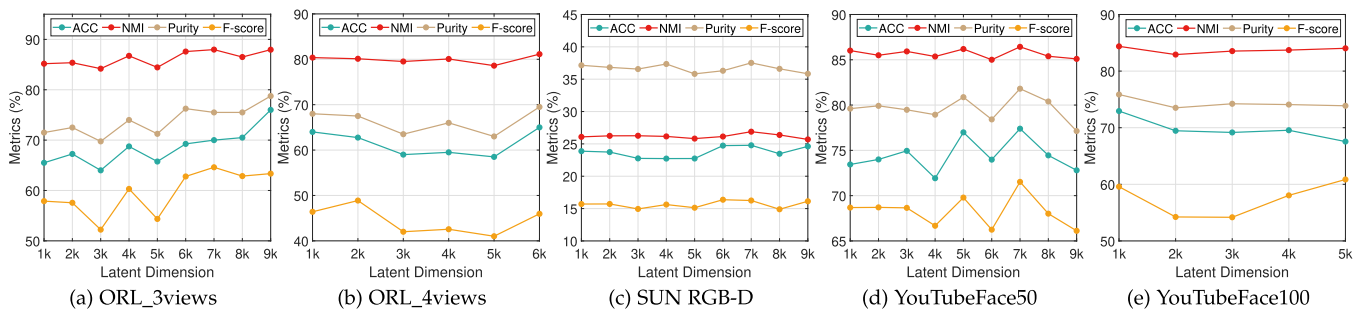 ACC NMI Purity F-score
90
80
70
60
50
Metrics (%)
1k 2k 3k 4k 5k 6k 7k 8k 9k
Latent Dimension
(a) ORL_3views
ACC NMI Purity F-score
90
80
70
60
50
40
Metrics (%)
1k 2k 3k 4k 5k 6k
Latent Dimension
(b) ORL_4views
ACC NMI Purity F-score
45
40
35
30
25
20
15
10
Metrics (%)
1k 2k 3k 4k 5k 6k 7k 8k 9k
Latent Dimension
(c) SUN RGB-D
ACC NMI Purity F-score
90
85
80
75
70
65
Metrics (%)
1k 2k 3k 4k 5k 6k 7k 8k 9k
Latent Dimension
(d) YouTubeFace50
ACC NMI Purity F-score
90
80
70
60
50
Metrics (%)
1k 2k 3k 4k 5k
Latent Dimension
(e) YouTubeFace100